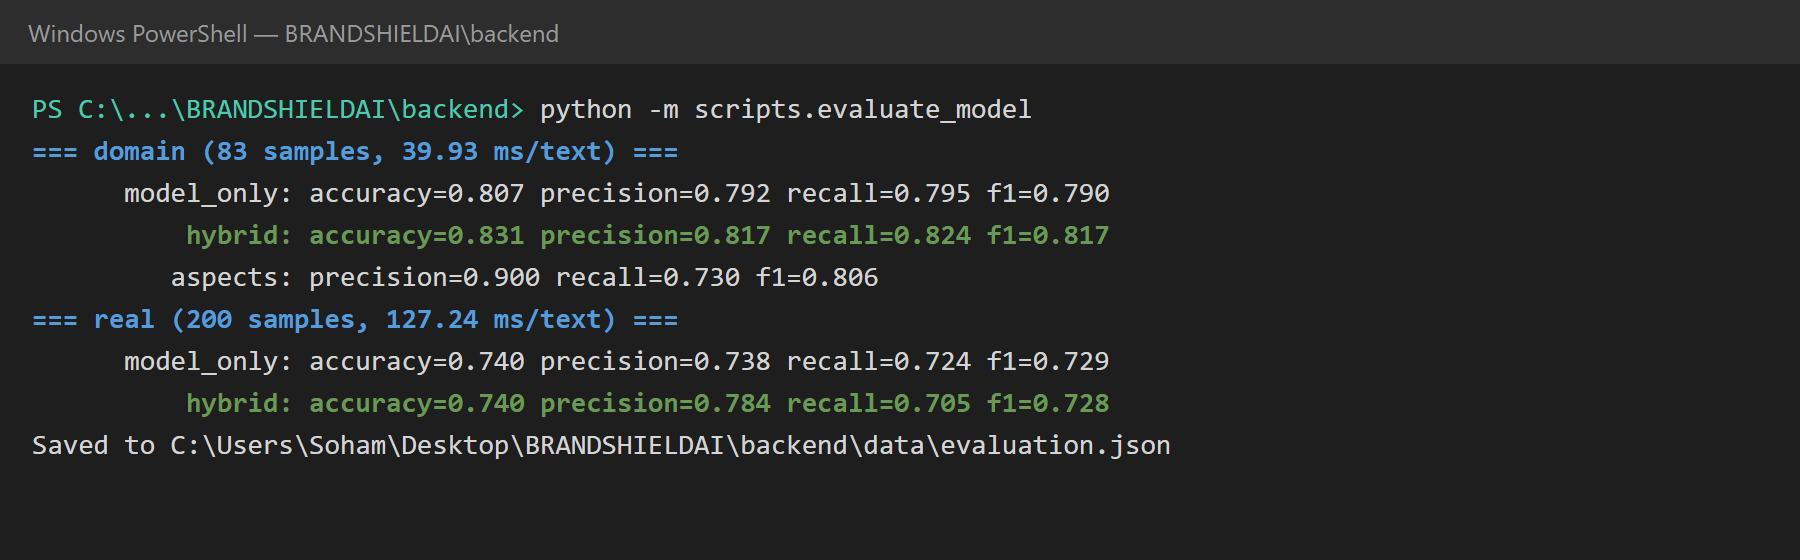 Windows PowerShell — BRANDSHIELDAI\backend
PS C:\...\BRANDSHIELDAI\backend> python -m scripts.evaluate_model
=== domain (83 samples, 39.93 ms/text) ===
model_only: accuracy=0.807 precision=0.792 recall=0.795 f1=0.790
hybrid: accuracy=0.831 precision=0.817 recall=0.824 f1=0.817
aspects: precision=0.900 recall=0.730 f1=0.806
=== real (200 samples, 127.24 ms/text) ===
model_only: accuracy=0.740 precision=0.738 recall=0.724 f1=0.729
hybrid: accuracy=0.740 precision=0.784 recall=0.705 f1=0.728
Saved to C:\Users\Soham\Desktop\BRANDSHIELDAI\backend\data\evaluation.json